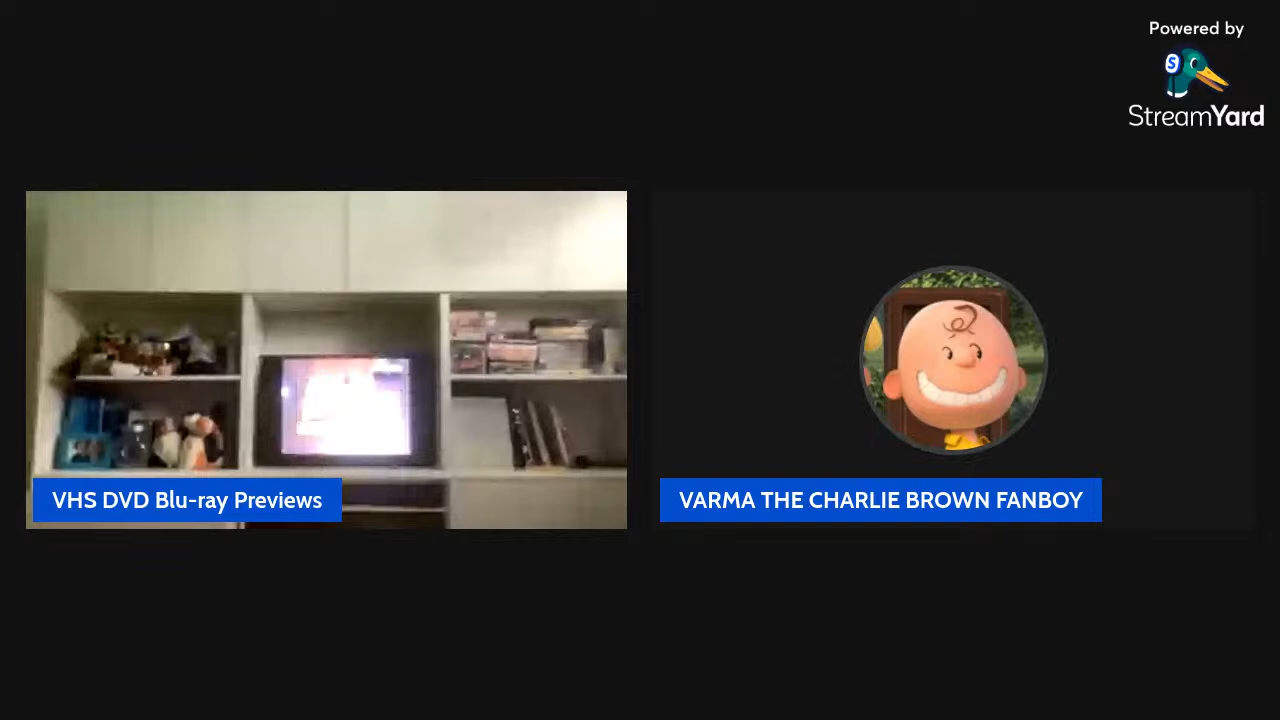 Powered by
S
StreamYard
VHS DVD Blu-ray Previews
VARMA THE CHARLIE BROWN FANBOY